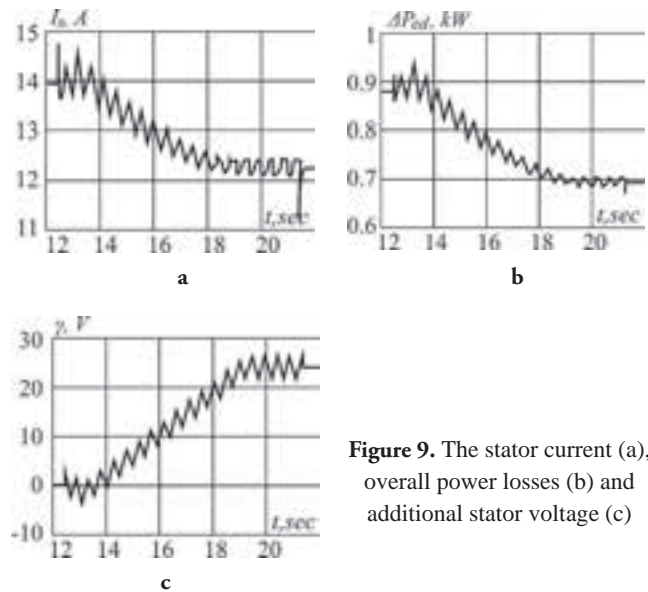 I₀, A
15
14
13
12
11
12 14 16 18 20
t,sec
a
ΔP_ed, kW
1
0.9
0.8
0.7
0.6
12 14 16 18 20
t,sec
b
γ, V
30
20
10
0
-10
12 14 16 18 20
t,sec
c
Figure 9. The stator current (a),
overall power losses (b) and
additional stator voltage (c)